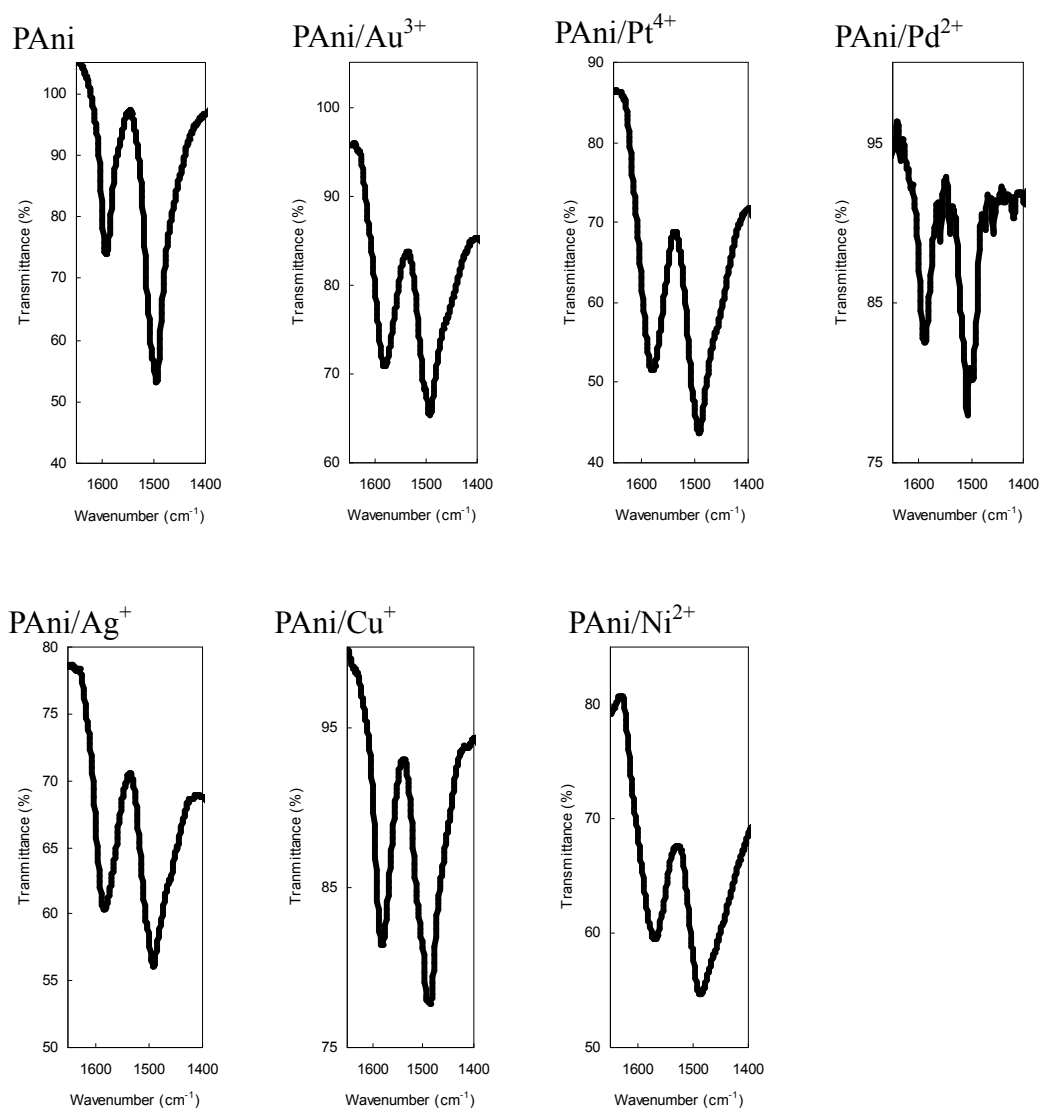 PAni
Transmittance (%)
100
90
80
70
60
50
40
1600 1500 1400
Wavenumber (cm⁻¹)
PAni/Au³⁺
Transmittance (%)
100
90
80
70
60
1600 1500 1400
Wavenumber (cm⁻¹)
PAni/Pt⁴⁺
Transmittance (%)
90
80
70
60
50
40
1600 1500 1400
Wavenumber (cm⁻¹)
PAni/Pd²⁺
Transmittance (%)
95
85
75
1600 1500 1400
Wavenumber (cm⁻¹)
PAni/Ag⁺
Tranmittance (%)
80
75
70
65
60
55
50
1600 1500 1400
Wavenumber (cm⁻¹)
PAni/Cu⁺
Tranmittance (%)
95
85
75
1600 1500 1400
Wavenumber (cm⁻¹)
PAni/Ni²⁺
Transmittance (%)
80
70
60
50
1600 1500 1400
Wavenumber (cm⁻¹)